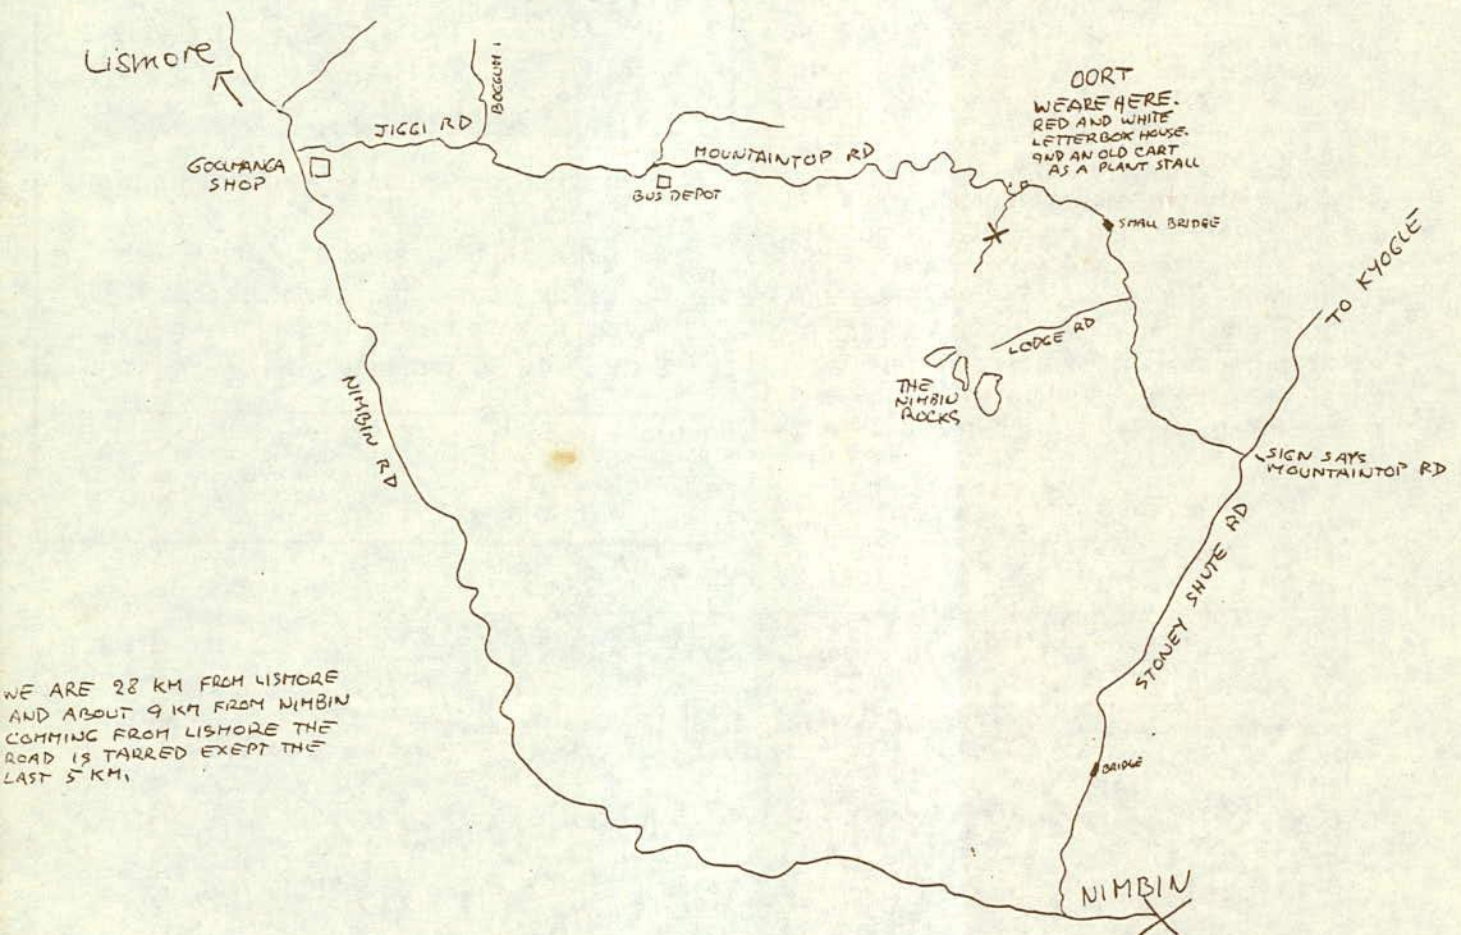 Lismore
JIGGI RD
GOOLMANGA
SHOP
MOUNTAINTOP RD
BUS DEPOT
OORT
WE ARE HERE.
RED AND WHITE
LETTERBOX HOUSE.
AND AN OLD CART
AS A PLANT STALL
SMALL BRIDGE
TO KYOGLE
LODGE RD
THE
NIMBIN
ROCKS
NIMBIN RD
SIGN SAYS
MOUNTAINTOP RD
STONEY SHUTE RD
WE ARE 28 KM FROM LISMORE
AND ABOUT 9 KM FROM NIMBIN
COMMING FROM LISMORE THE
ROAD IS TARRED EXEPT THE
LAST 5 KM.
BRIDGE
NIMBIN